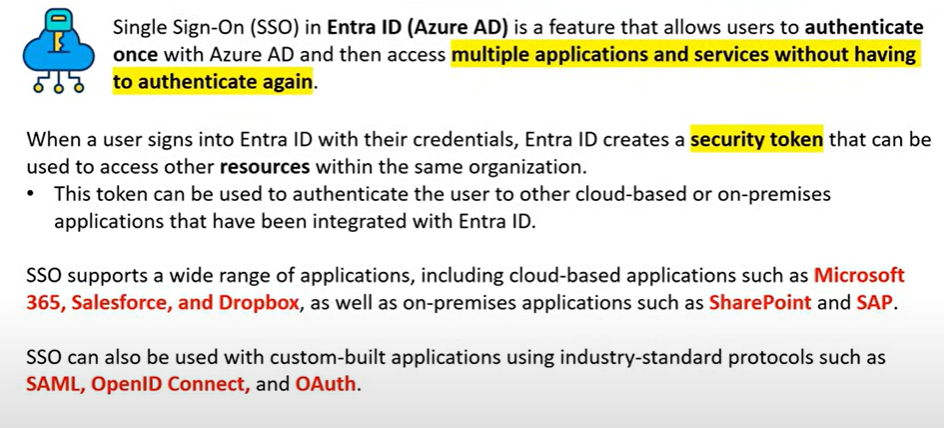 Single Sign-On (SSO) in Entra ID (Azure AD) is a feature that allows users to authenticate
once with Azure AD and then access multiple applications and services without having
to authenticate again.
When a user signs into Entra ID with their credentials, Entra ID creates a security token that can be
used to access other resources within the same organization.
• This token can be used to authenticate the user to other cloud-based or on-premises
applications that have been integrated with Entra ID.
SSO supports a wide range of applications, including cloud-based applications such as Microsoft
365, Salesforce, and Dropbox, as well as on-premises applications such as SharePoint and SAP.
SSO can also be used with custom-built applications using industry-standard protocols such as
SAML, OpenID Connect, and OAuth.